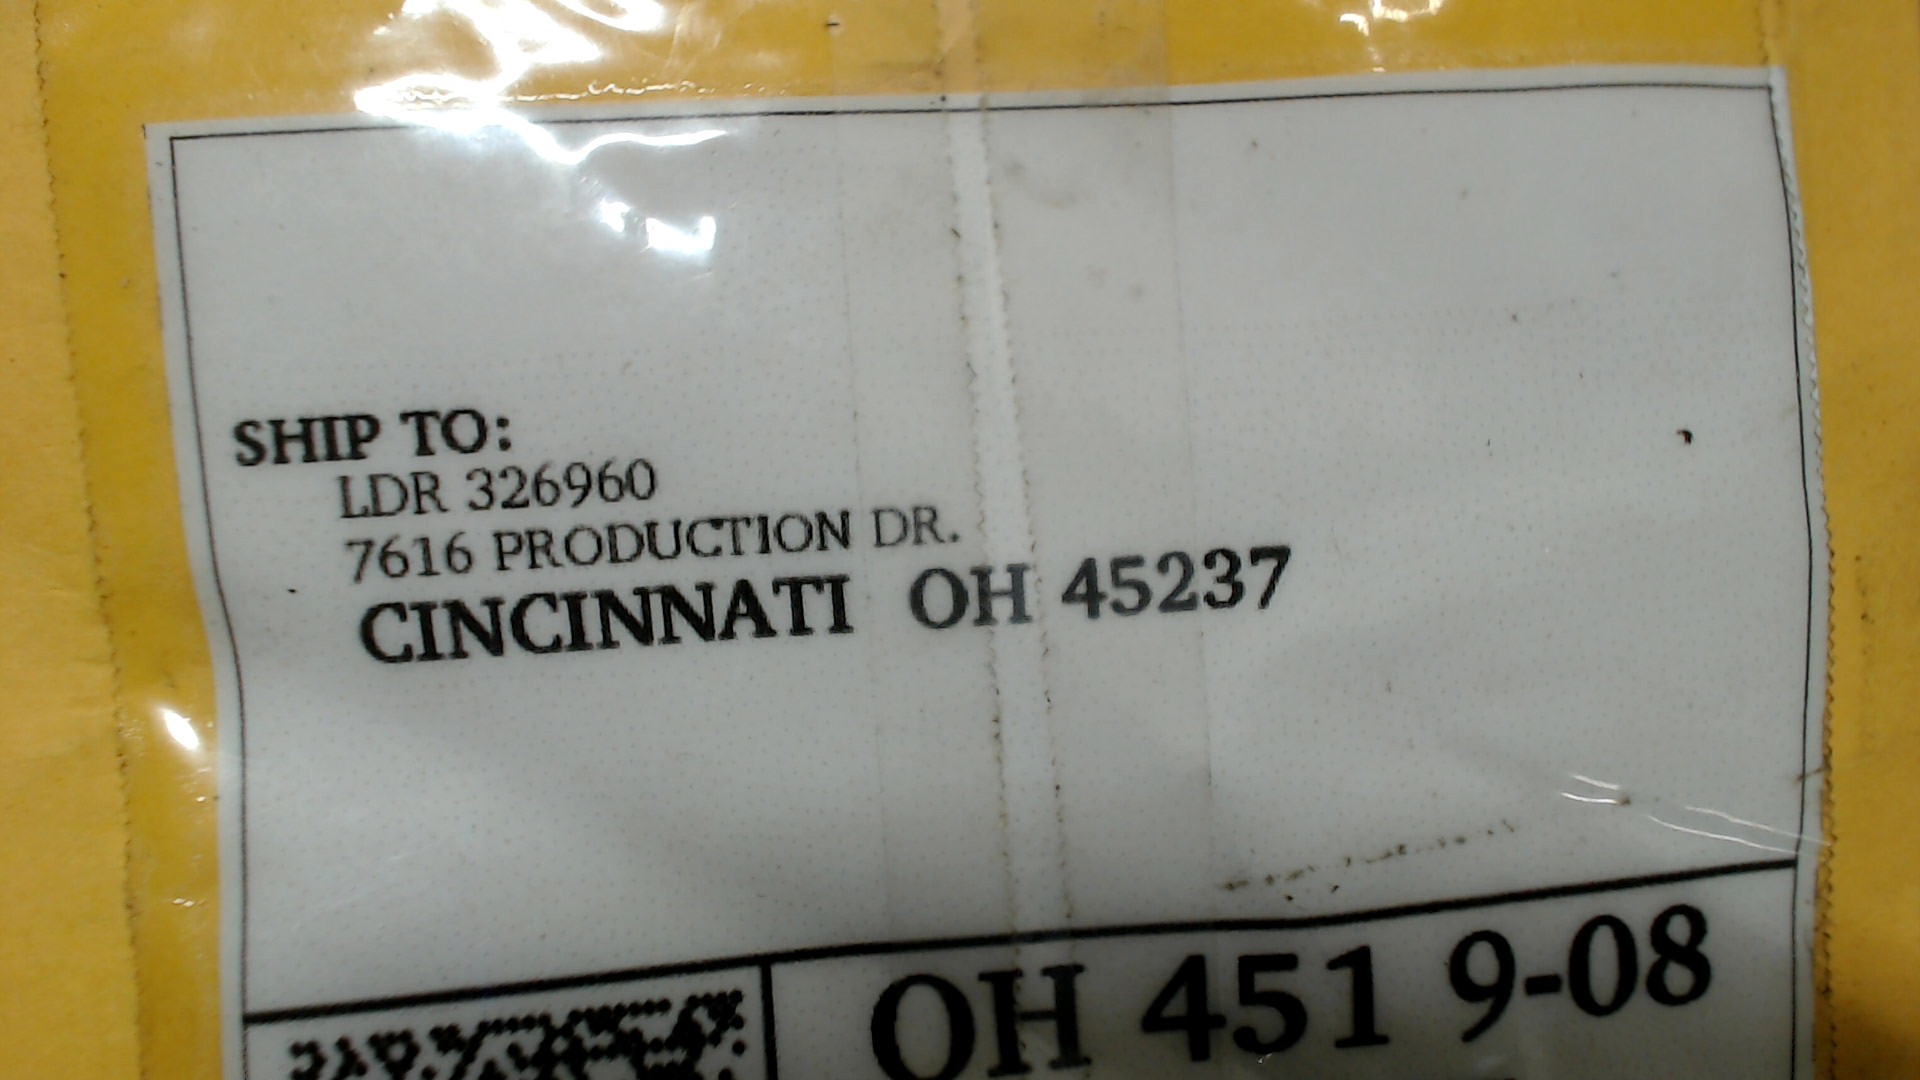 SHIP TO:
LDR 326960
7616 PRODUCTION DR.
CINCINNATI OH 45237
OH 451 9-08